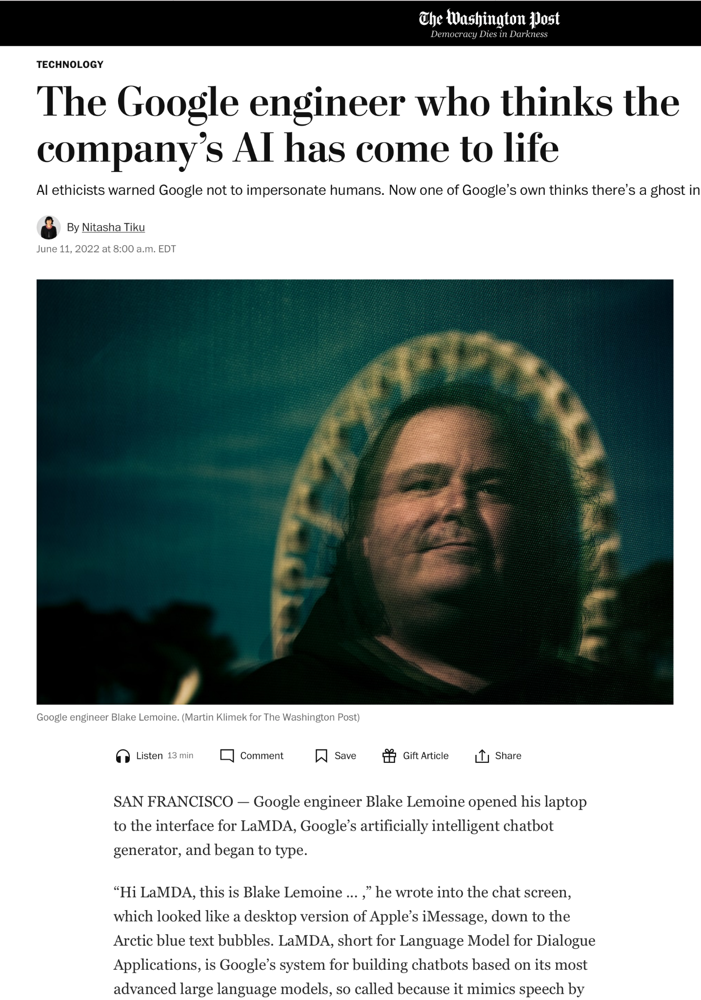 The Washington Post
Democracy Dies in Darkness
TECHNOLOGY
The Google engineer who thinks the
company’s AI has come to life
AI ethicists warned Google not to impersonate humans. Now one of Google’s own thinks there’s a ghost in
By Nitasha Tiku
June 11, 2022 at 8:00 a.m. EDT
Google engineer Blake Lemoine. (Martin Klimek for The Washington Post)
Listen 13 min Comment Save Gift Article Share
SAN FRANCISCO — Google engineer Blake Lemoine opened his laptop
to the interface for LaMDA, Google’s artificially intelligent chatbot
generator, and began to type.
“Hi LaMDA, this is Blake Lemoine ... ,” he wrote into the chat screen,
which looked like a desktop version of Apple’s iMessage, down to the
Arctic blue text bubbles. LaMDA, short for Language Model for Dialogue
Applications, is Google’s system for building chatbots based on its most
advanced large language models, so called because it mimics speech by